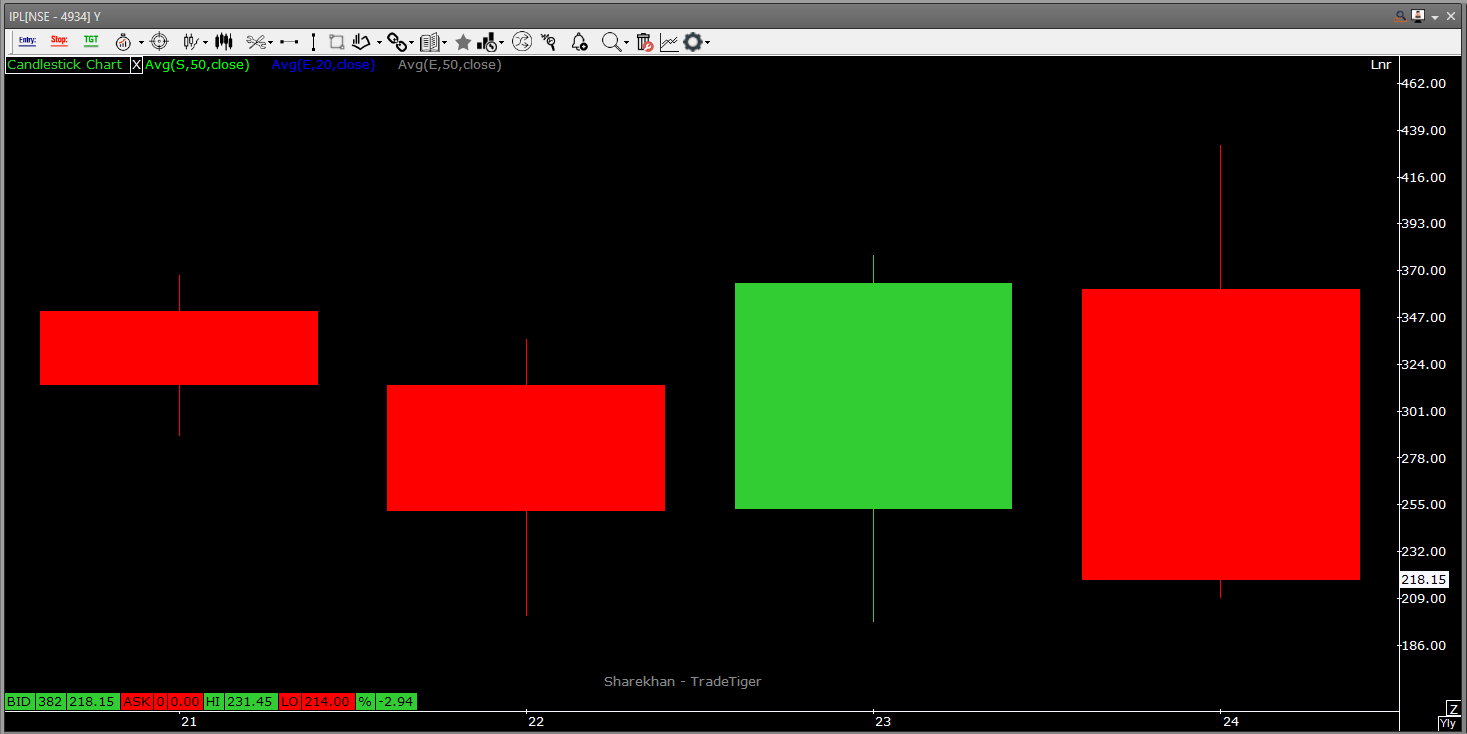 IPL[NSE - 4934] Y
Entry: Stop: TGT
Candlestick Chart X Avg(S,50,close) Avg(E,20,close) Avg(E,50,close) Lnr
462.00
439.00
416.00
393.00
370.00
347.00
324.00
301.00
278.00
255.00
232.00
218.15
209.00
186.00
Sharekhan - TradeTiger
BID 382 218.15 ASK 0 0.00 HI 231.45 LO 214.00 % -2.94
Z
21 22 23 24 Yly